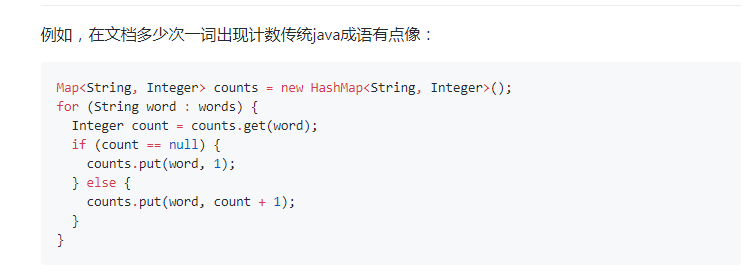 例如，在文档多少次一词出现计数传统java成语有点像：
Map<String, Integer> counts = new HashMap<String, Integer>();
for (String word : words) {
  Integer count = counts.get(word);
  if (count == null) {
    counts.put(word, 1);
  } else {
    counts.put(word, count + 1);
  }
}